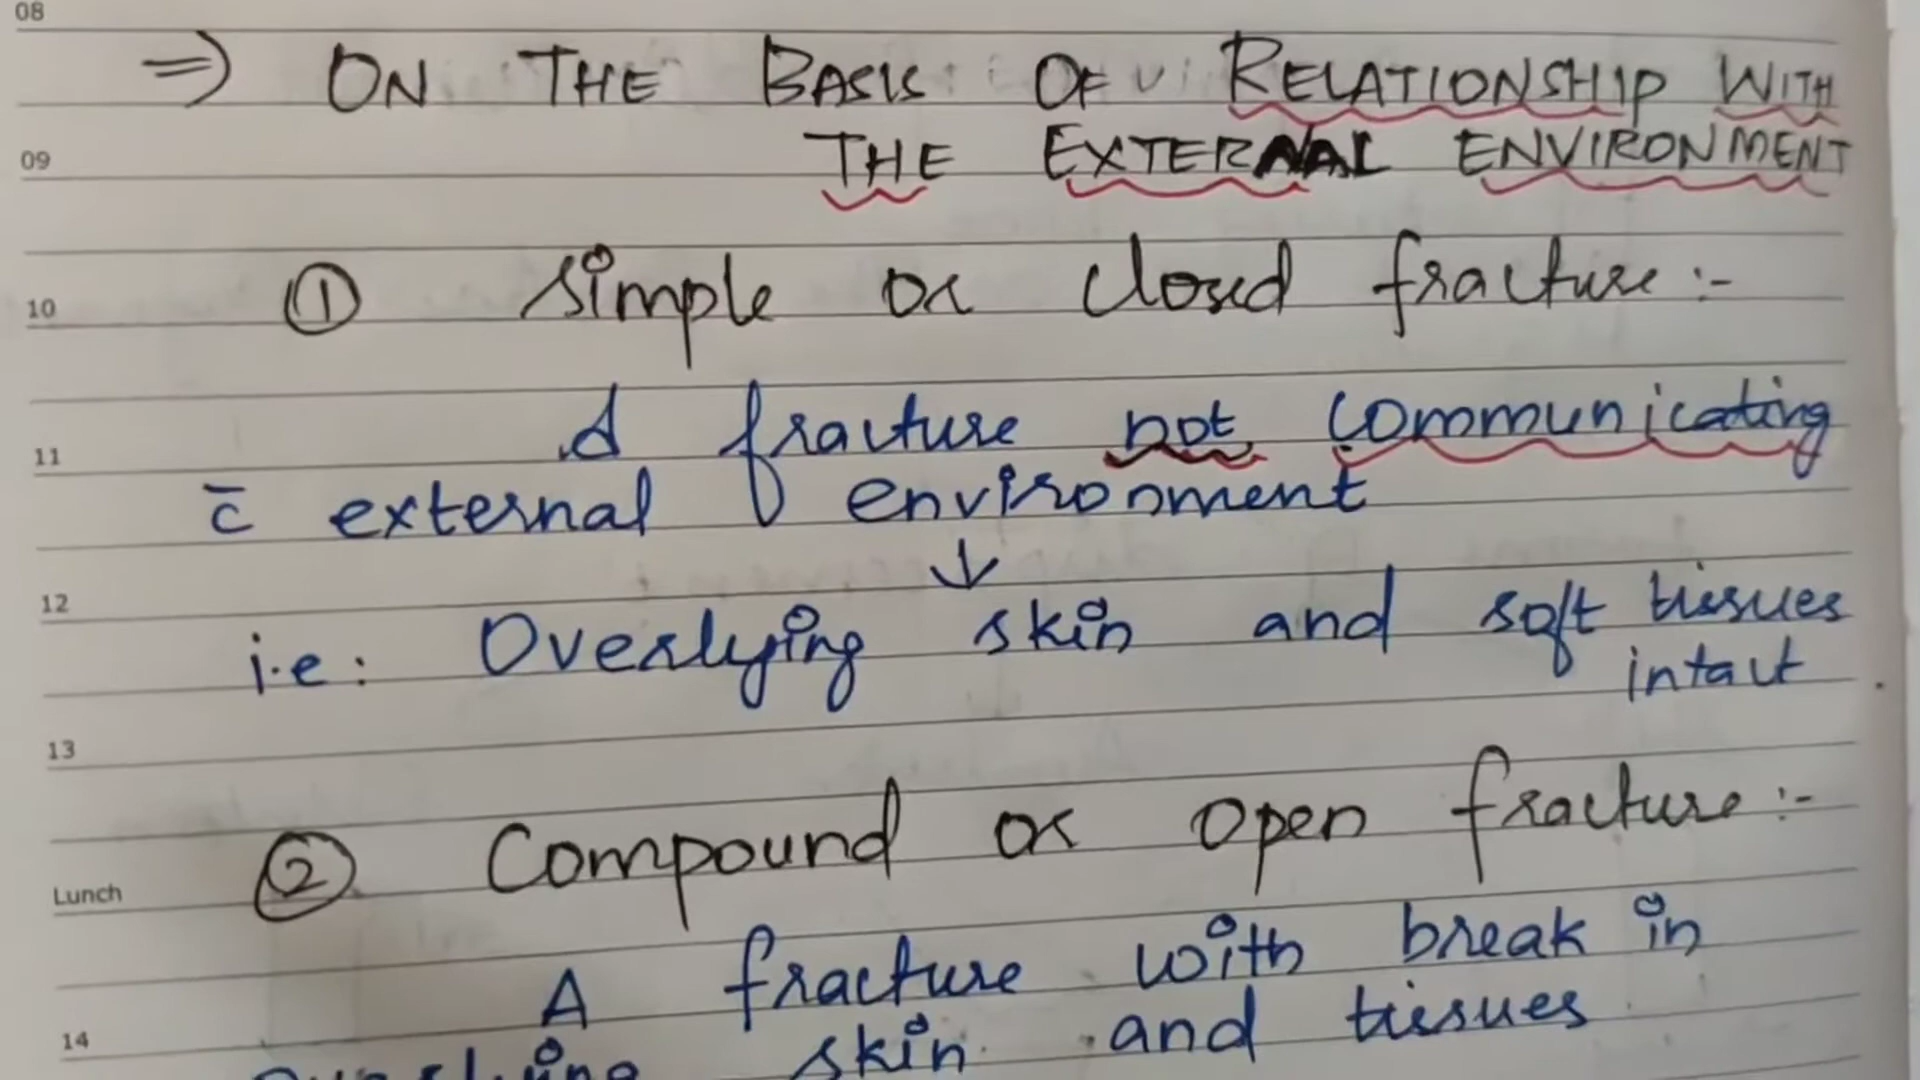 08
⇒ ON THE BASIS OF RELATIONSHIP WITH
09 THE EXTERNAL ENVIRONMENT
10 ① Simple or closed fracture :-
11 A fracture not communicating
c̄ external environment
↓
12 i.e : Overlying skin and soft tissues
intact
13
② Compound or open fracture :-
Lunch
A fracture with break in
14 overlying skin and tissues